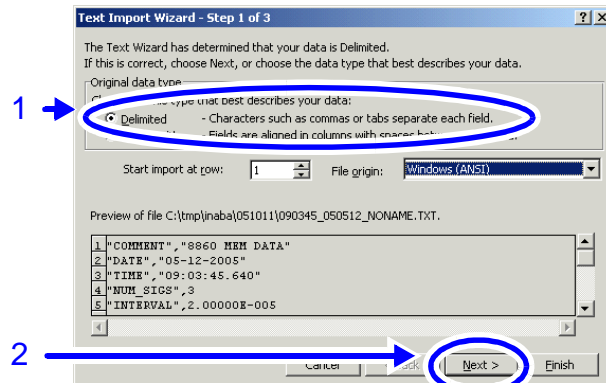 Text Import Wizard - Step 1 of 3
The Text Wizard has determined that your data is Delimited.
If this is correct, choose Next, or choose the data type that best describes your data.
Original data type
type that best describes your data:
1
Delimited - Characters such as commas or tabs separate each field.
- Fields are aligned in columns with spaces
Start import at row: 1 File origin: Windows (ANSI)
Preview of file C:\tmp\inaba\051011\090345_050512_NONAME.TXT.
1 "COMMENT","8860 MEM DATA"
2 "DATE","05-12-2005"
3 "TIME","09:03:45.640"
4 "NUM_SIGS",3
5 "INTERVAL",2.00000E-005
2
Cancel Next > Finish